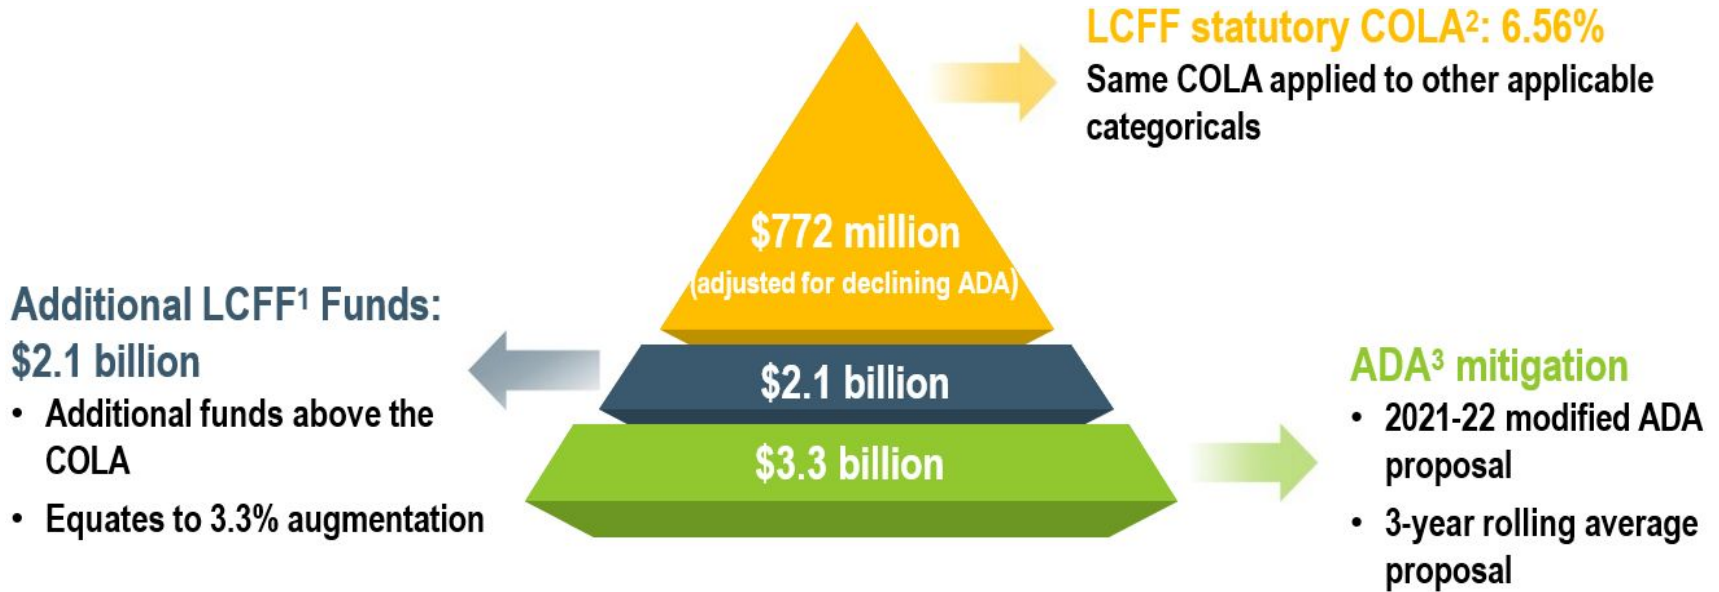 LCFF statutory COLA²: 6.56%
Same COLA applied to other applicable
categoricals
$772 million
(adjusted for declining ADA)
Additional LCFF¹ Funds:
$2.1 billion
• Additional funds above the
COLA
• Equates to 3.3% augmentation
$2.1 billion
$3.3 billion
ADA³ mitigation
• 2021-22 modified ADA
proposal
• 3-year rolling average
proposal